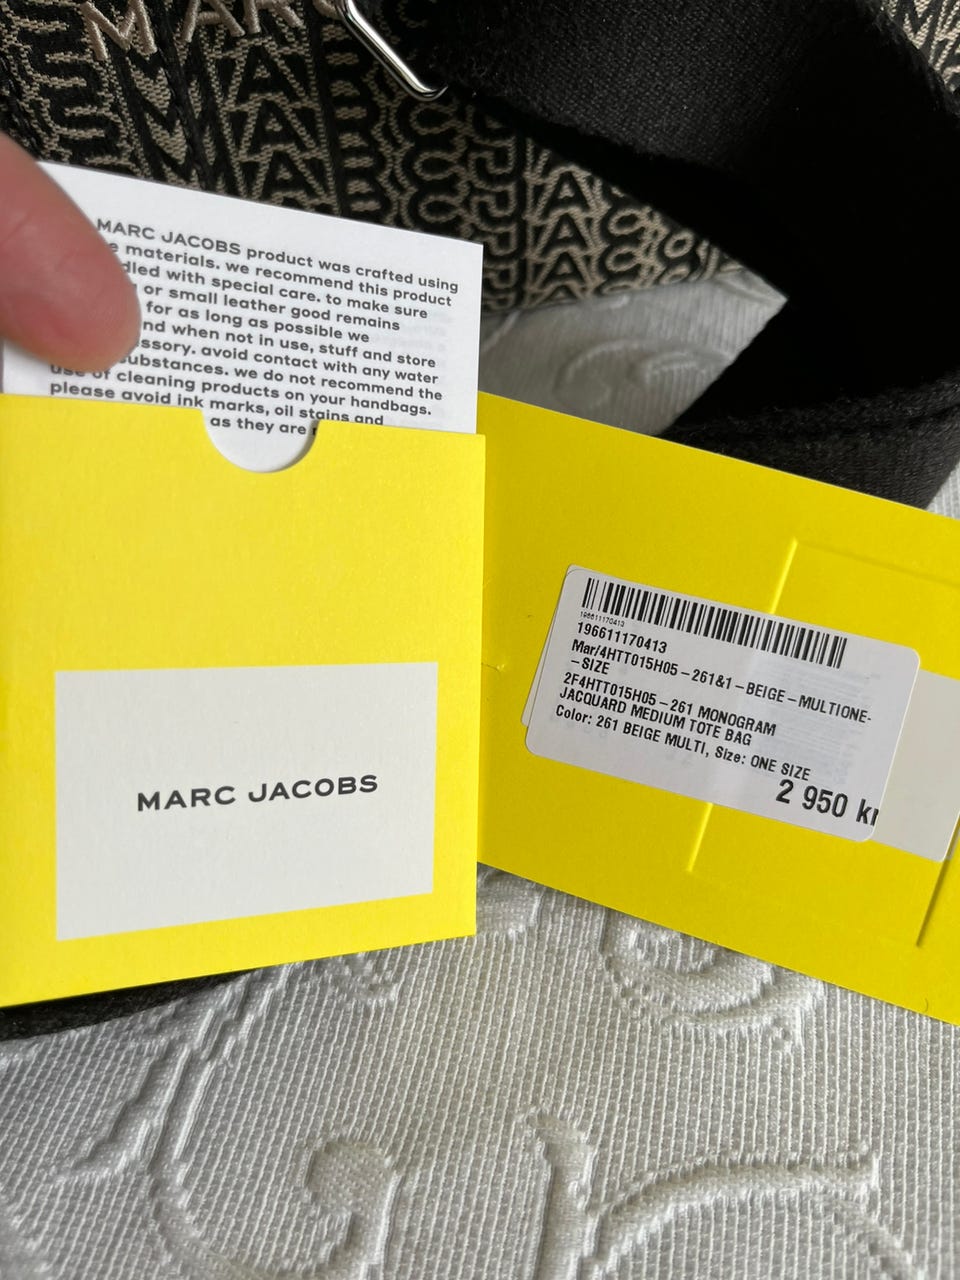 MARC
MARC JACOBS product was crafted using
materials. we recommend this product
with special care. to make sure
or small leather good remains
for as long as possible we
when not in use, stuff and store
avoid contact with any water
substances. we do not recommend the
use of cleaning products on your handbags.
please avoid ink marks, oil stains and
as they are
MARC JACOBS
196611170413
196611170413
Mar/4HTT015H05-261&1-BEIGE-MULTIONE-
-SIZE
2F4HTT015H05-261 MONOGRAM
JACQUARD MEDIUM TOTE BAG
Color: 261 BEIGE MULTI, Size: ONE SIZE
2 950 kr